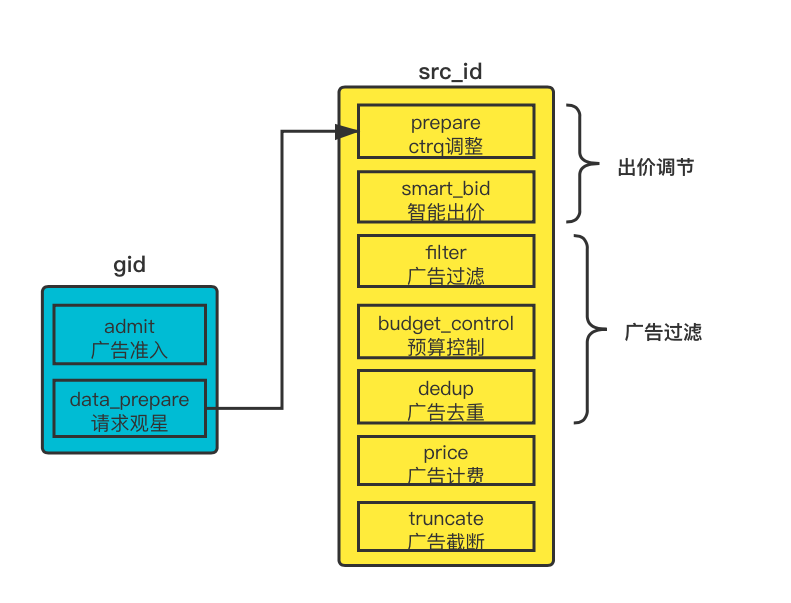 gid
admit
广告准入
data_prepare
请求观星
src_id
prepare
ctrq调整
smart_bid
智能出价
filter
广告过滤
budget_control
预算控制
dedup
广告去重
price
广告计费
truncate
广告截断
出价调节
广告过滤